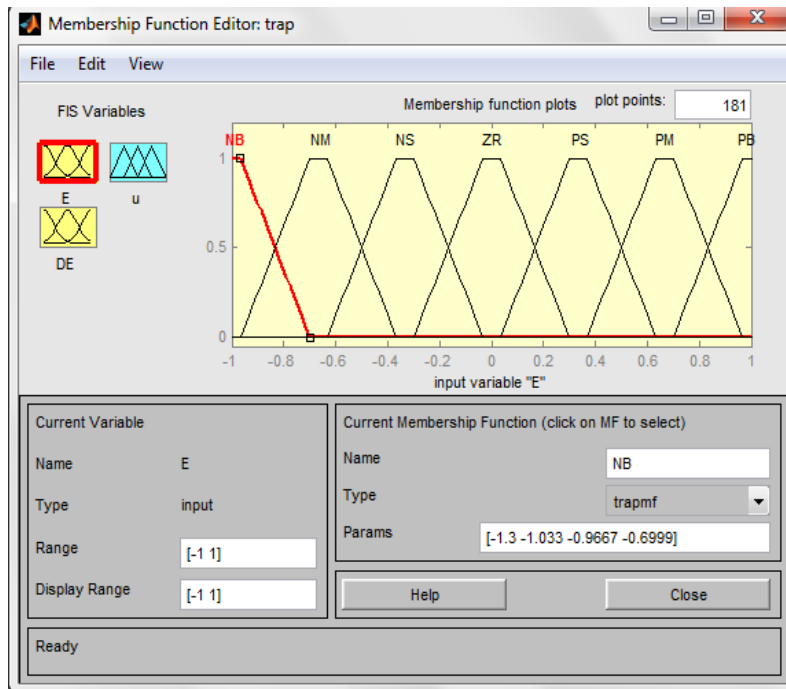 Membership Function Editor: trap
File Edit View
FIS Variables
E
u
DE
Membership function plots
plot points: 181
NB NM NS ZR PS PM PB
1
0.5
0
-1 -0.8 -0.6 -0.4 -0.2 0 0.2 0.4 0.6 0.8 1
input variable "E"
Current Variable
Name E
Type input
Range [-1 1]
Display Range [-1 1]
Current Membership Function (click on MF to select)
Name NB
Type trapmf
Params [-1.3 -1.033 -0.9667 -0.6999]
Help Close
Ready